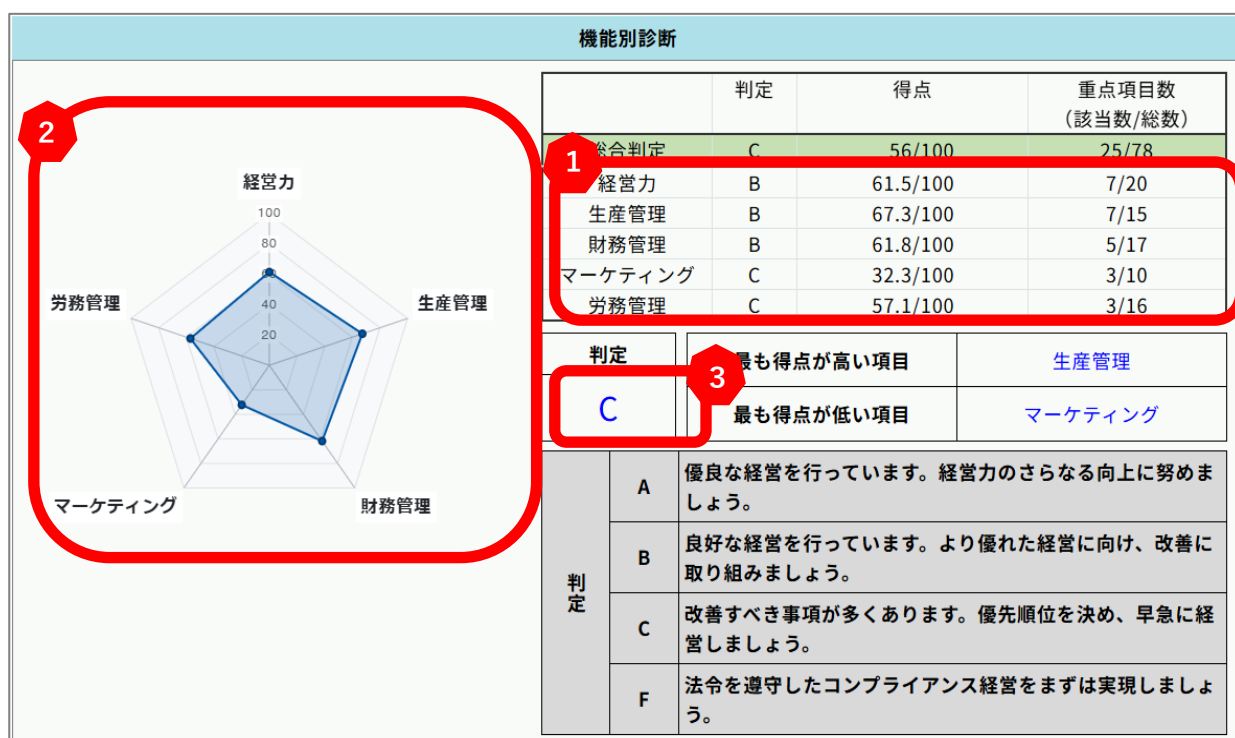 機能別診断
2
経営力
100
80
40
20
労務管理
生産管理
マーケティング
財務管理
判定 得点 重点項目数
（該当数/総数）
1
総合判定 C 56/100 25/78
経営力 B 61.5/100 7/20
生産管理 B 67.3/100 7/15
財務管理 B 61.8/100 5/17
マーケティング C 32.3/100 3/10
労務管理 C 57.1/100 3/16
判定
C
3
最も得点が高い項目 生産管理
最も得点が低い項目 マーケティング
判定
A 優良な経営を行っています。経営力のさらなる向上に努めま
しょう。
B 良好な経営を行っています。より優れた経営に向け、改善に
取り組みましょう。
C 改善すべき事項が多くあります。優先順位を決め、早急に経
営しましょう。
F 法令を遵守したコンプライアンス経営をまずは実現しましょ
う。